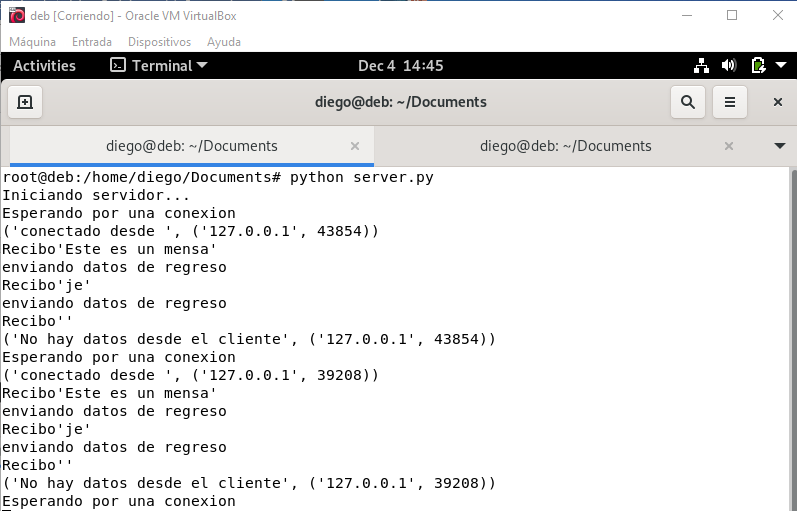 deb [Corriendo] - Oracle VM VirtualBox
Máquina Entrada Dispositivos Ayuda
Activities Terminal Dec 4 14:45
diego@deb: ~/Documents
diego@deb: ~/Documents diego@deb: ~/Documents
root@deb:/home/diego/Documents# python server.py
Iniciando servidor...
Esperando por una conexion
('conectado desde ', ('127.0.0.1', 43854))
Recibo'Este es un mensa'
enviando datos de regreso
Recibo'je'
enviando datos de regreso
Recibo''
('No hay datos desde el cliente', ('127.0.0.1', 43854))
Esperando por una conexion
('conectado desde ', ('127.0.0.1', 39208))
Recibo'Este es un mensa'
enviando datos de regreso
Recibo'je'
enviando datos de regreso
Recibo''
('No hay datos desde el cliente', ('127.0.0.1', 39208))
Esperando por una conexion